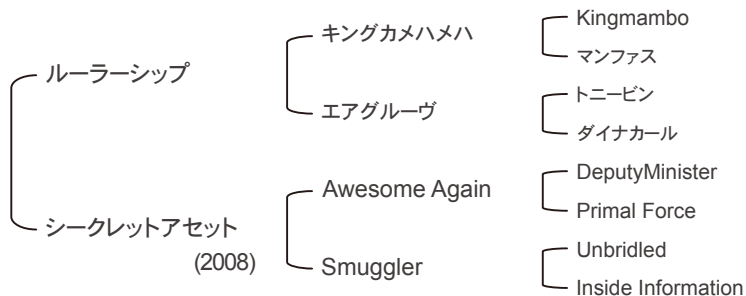 ルーラーシップ
シークレットアセット
(2008)
キングカメハメハ
エアグルーヴ
Awesome Again
Smuggler
Kingmambo
マンファス
トニービン
ダイナカール
DeputyMinister
Primal Force
Unbridled
Inside Information